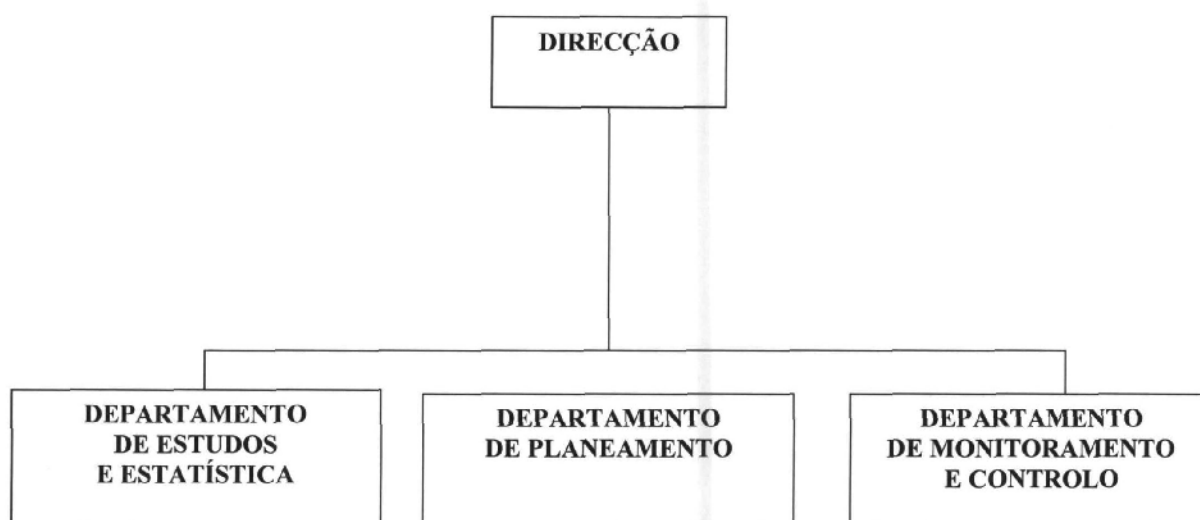 DIRECÇÃO
DEPARTAMENTO
DE ESTUDOS
E ESTATÍSTICA
DEPARTAMENTO
DE PLANEAMENTO
DEPARTAMENTO
DE MONITORAMENTO
E CONTROLO